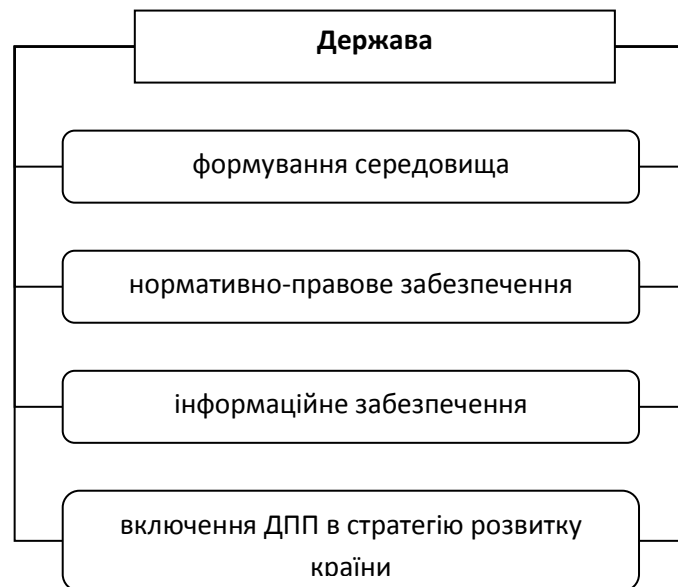 Держава
формування середовища
нормативно-правове забезпечення
інформаційне забезпечення
включення ДПП в стратегію розвитку
країни